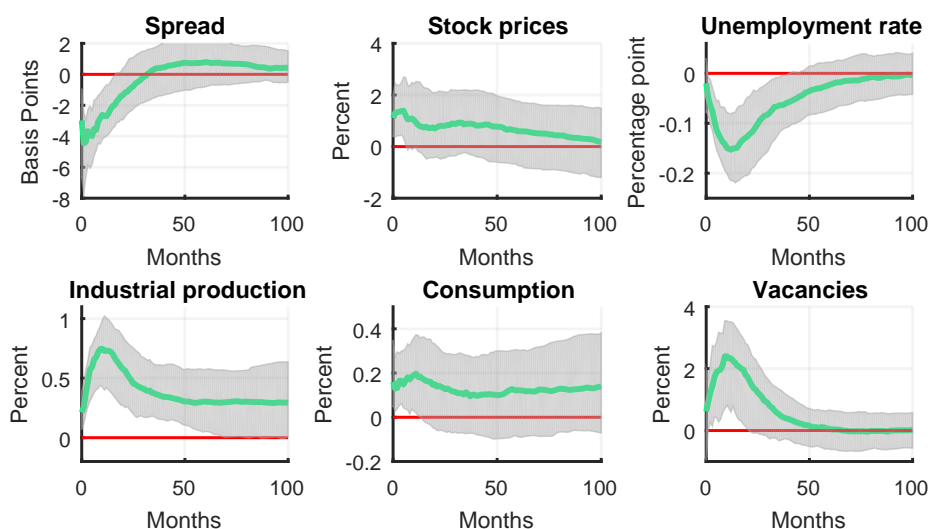 Spread
Basis Points
2
0
-2
-4
-6
-8
0
50
100
Months
Stock prices
Percent
4
2
0
-2
0
50
100
Months
Unemployment rate
Percentage point
0
-0.1
-0.2
0
50
100
Months
Industrial production
Percent
1
0.5
0
0
50
100
Months
Consumption
Percent
0.4
0.2
0
-0.2
0
50
100
Months
Vacancies
Percent
4
2
0
0
50
100
Months